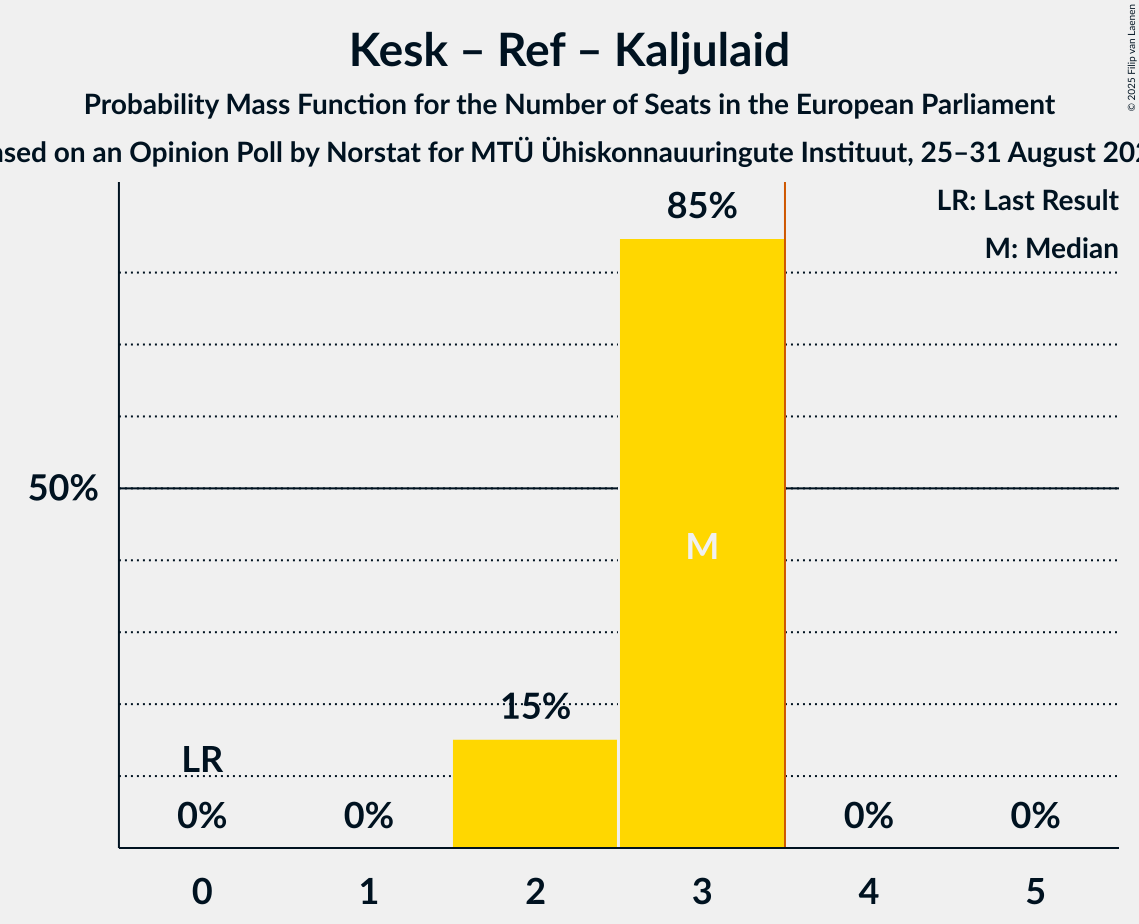 Kesk – Ref – Kaljulaid
Probability Mass Function for the Number of Seats in the European Parliament
on an Opinion Poll by Norstat for MTÜ Ühiskonnauuringute Instituut, 25–31 August
© 2025 Filip van Laenen
LR: Last Result
M: Median
85%
50%
M
15%
LR
0%
0%
0%
0%
0
1
2
3
4
5